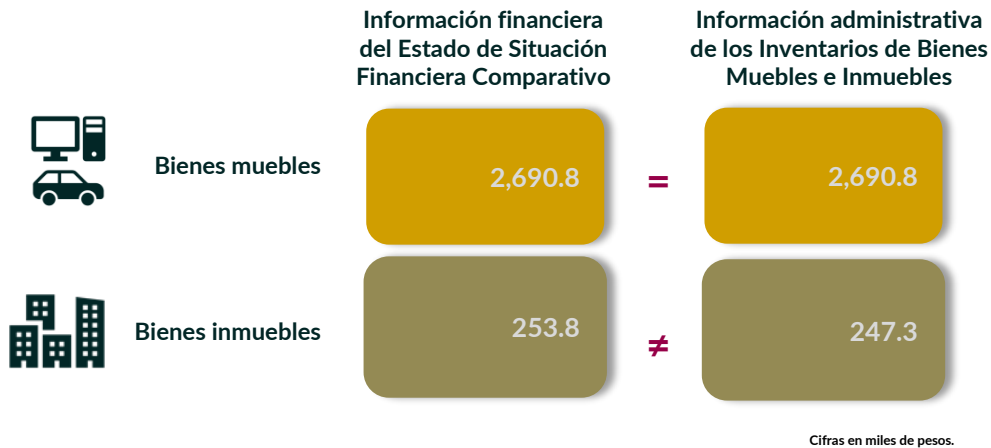 Información financiera
del Estado de Situación
Financiera Comparativo
Información administrativa
de los Inventarios de Bienes
Muebles e Inmuebles
Bienes muebles
2,690.8
=
2,690.8
Bienes inmuebles
253.8
≠
247.3
Cifras en miles de pesos.